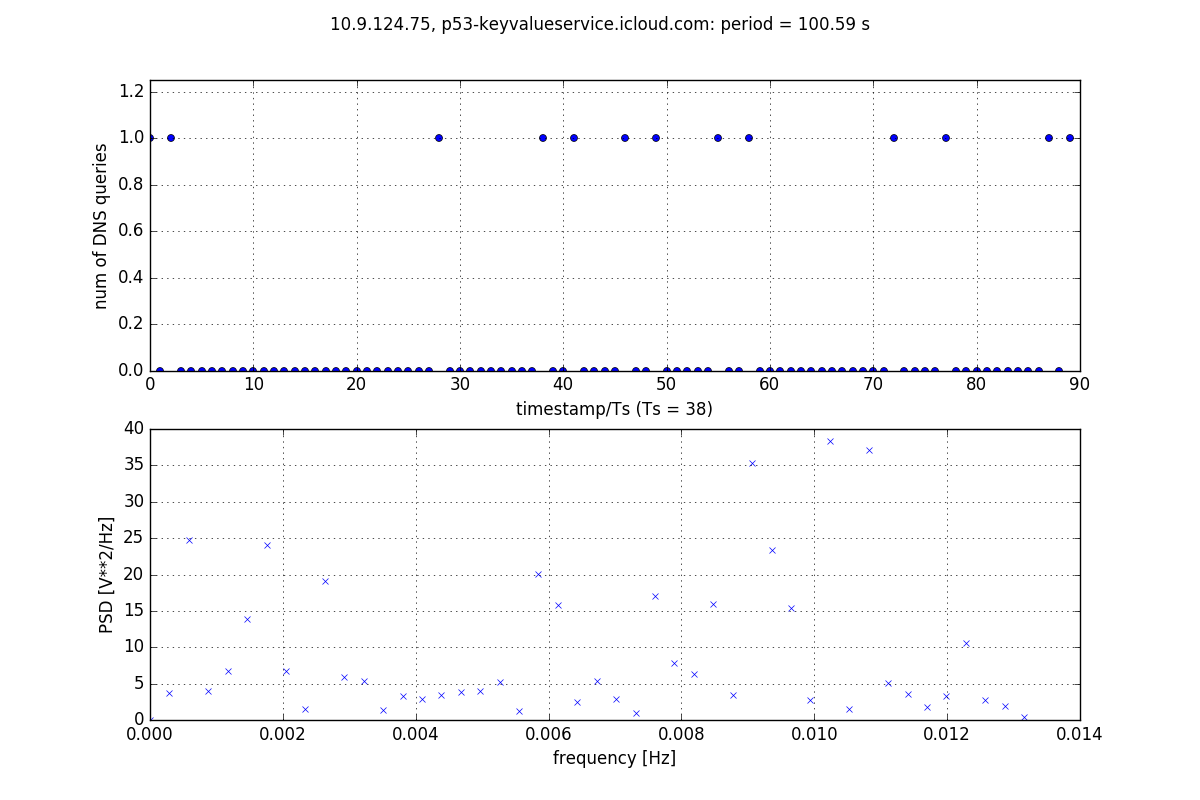 10.9.124.75, p53-keyvalueservice.icloud.com: period = 100.59 s
1.2
1.0
0.8
0.6
0.4
0.2
0.0
num of DNS queries
0 10 20 30 40 50 60 70 80 90
timestamp/Ts (Ts = 38)
40
35
30
25
20
15
10
5
0
PSD [V**2/Hz]
0.000 0.002 0.004 0.006 0.008 0.010 0.012 0.014
frequency [Hz]